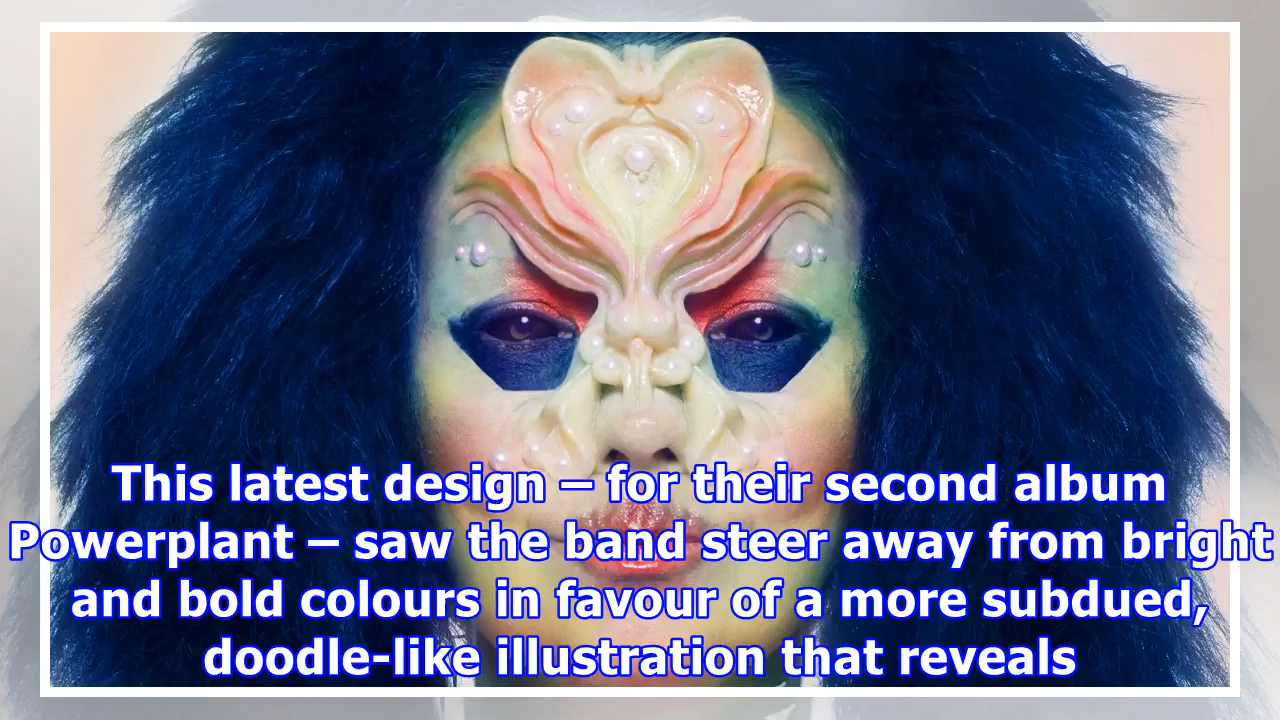 This latest design – for their second album
Powerplant – saw the band steer away from bright
and bold colours in favour of a more subdued,
doodle-like illustration that reveals